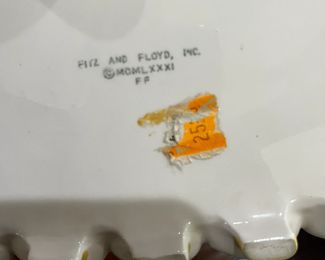 FITZ AND FLOYD, INC.
©MCMLXXXI
FF
25